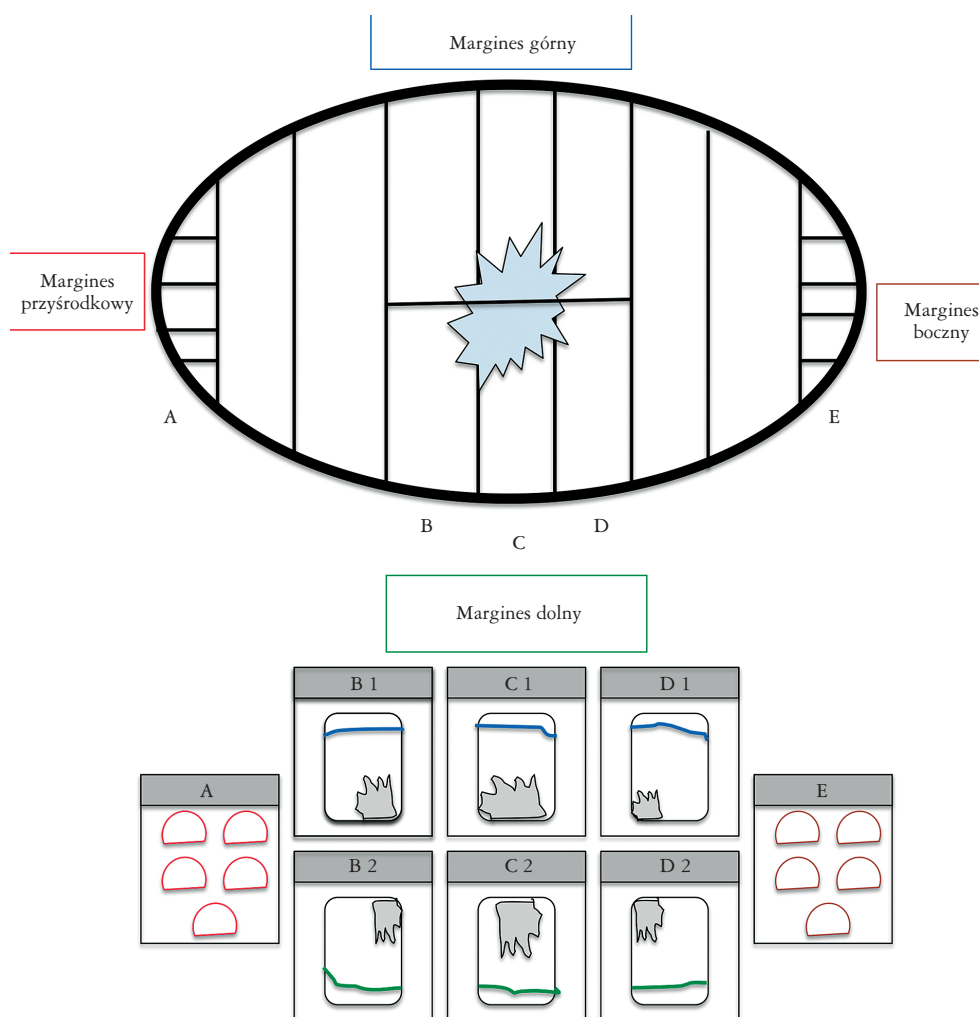 Margines górny
Margines
przyśrodkowy
Margines
boczny
A
E
B
D
C
Margines dolny
B 1
C 1
D 1
A
E
B 2
C 2
D 2